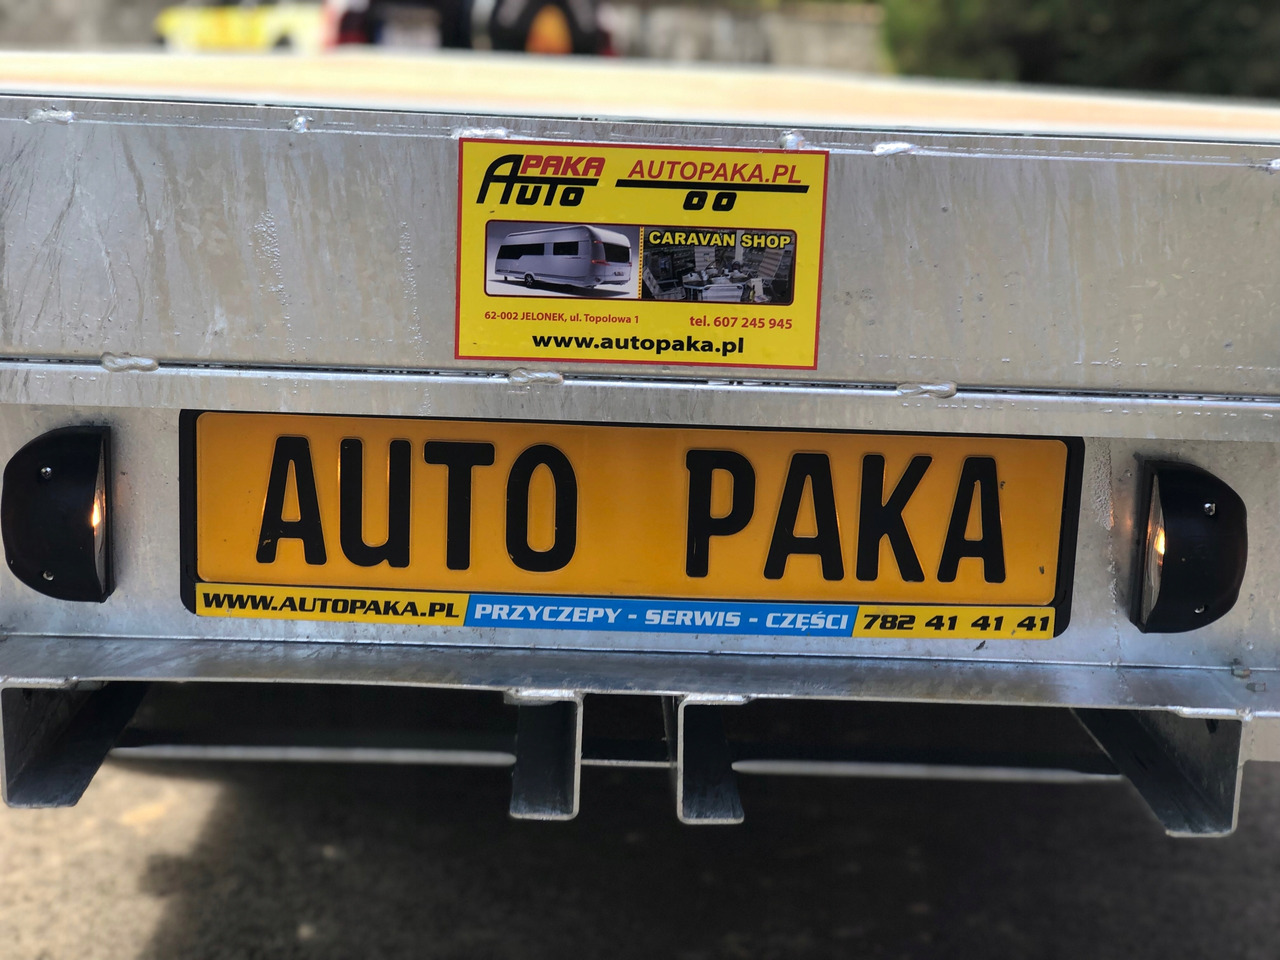 PAKA
AUTO
AUTOPAKA.PL
CARAVAN SHOP
62-002 JELONEK, ul. Topolowa 1
tel. 607 245 945
www.autopaka.pl
AUTO PAKA
WWW.AUTOPAKA.PL PRZYCZEPY - SERWIS - CZĘŚCI 782 41 41 41